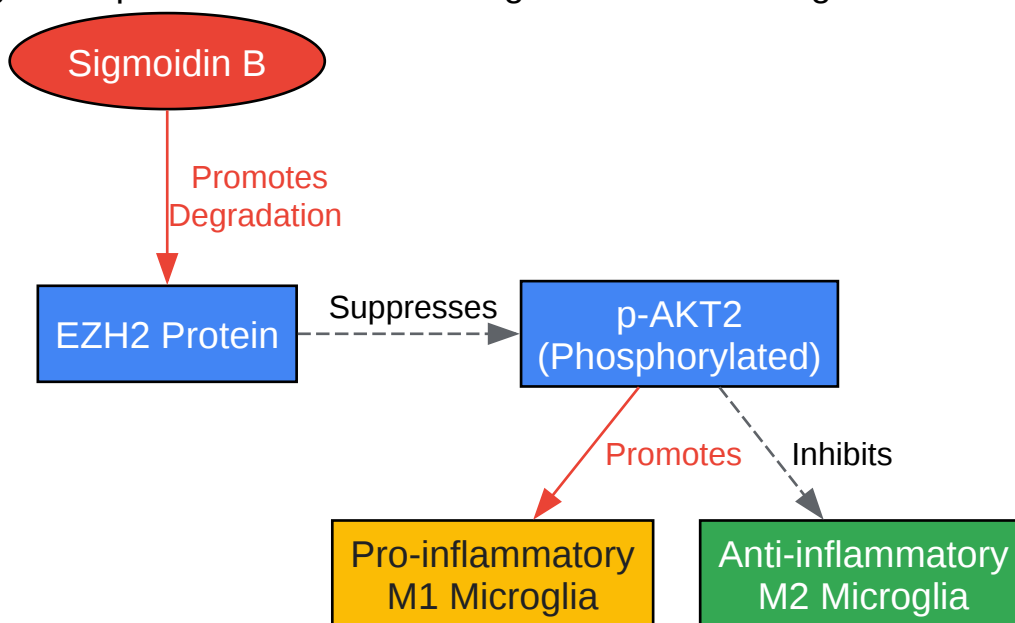 Sigmoidin B
Promotes
Degradation
EZH2 Protein
Suppresses
p-AKT2
(Phosphorylated)
Promotes
Inhibits
Pro-inflammatory
M1 Microglia
Anti-inflammatory
M2 Microglia